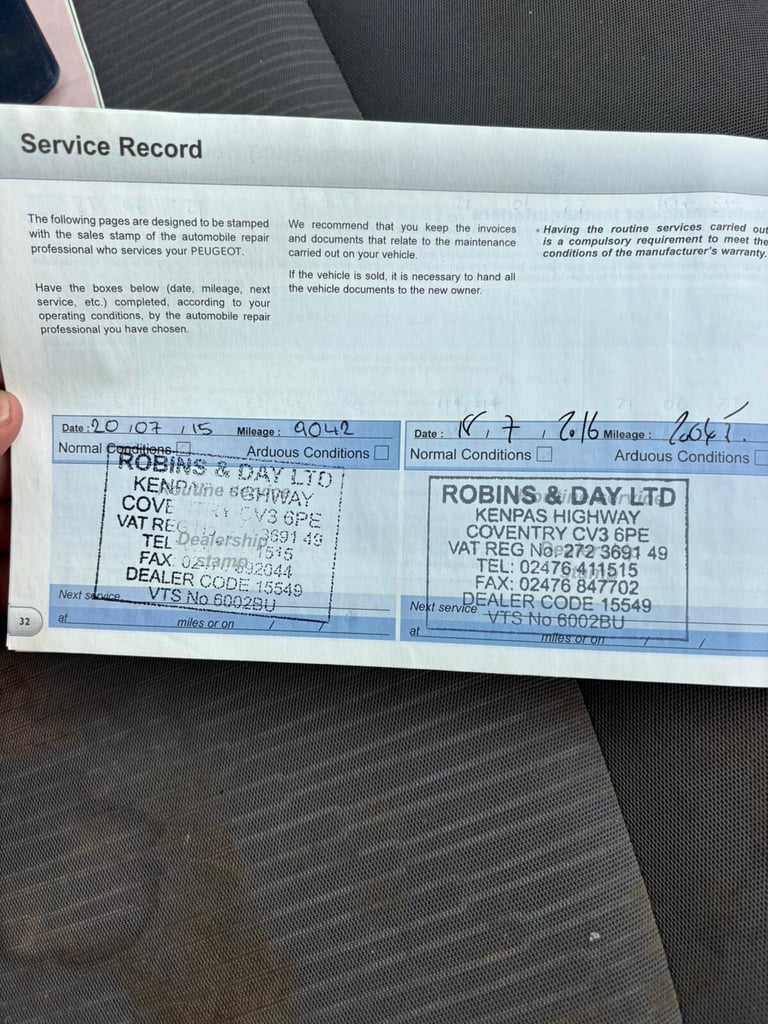 Service Record
The following pages are designed to be stamped
with the sales stamp of the automobile repair
professional who services your PEUGEOT.
Have the boxes below (date, mileage, next
service, etc.) completed, according to your
operating conditions, by the automobile repair
professional you have chosen.
We recommend that you keep the invoices
and documents that relate to the maintenance
carried out on your vehicle.
If the vehicle is sold, it is necessary to hand all
the vehicle documents to the new owner.
Having the routine services carried out
is a compulsory requirement to meet the
conditions of the manufacturer's warranty.
Date : 20 / 07 / 15 Mileage : 9042
Normal Conditions
Arduous Conditions
ROBINS & DAY LTD
HIGHWAY
CV3 6PE
VAT REG 3691 49
TEL 1515
FAX:
DEALER CODE 15549
VTS No 6002BU
Routine service
Dealership
stamp
Next service
at miles or on / /
Date : / 7 / 2016 Mileage :
Normal Conditions
Arduous Conditions
ROBINS & DAY LTD
KENPAS HIGHWAY
COVENTRY CV3 6PE
VAT REG No 272 3691 49
TEL: 02476 411515
FAX: 02476 847702
DEALER CODE 15549
VTS No 6002BU
Next service
at miles or on / /
32